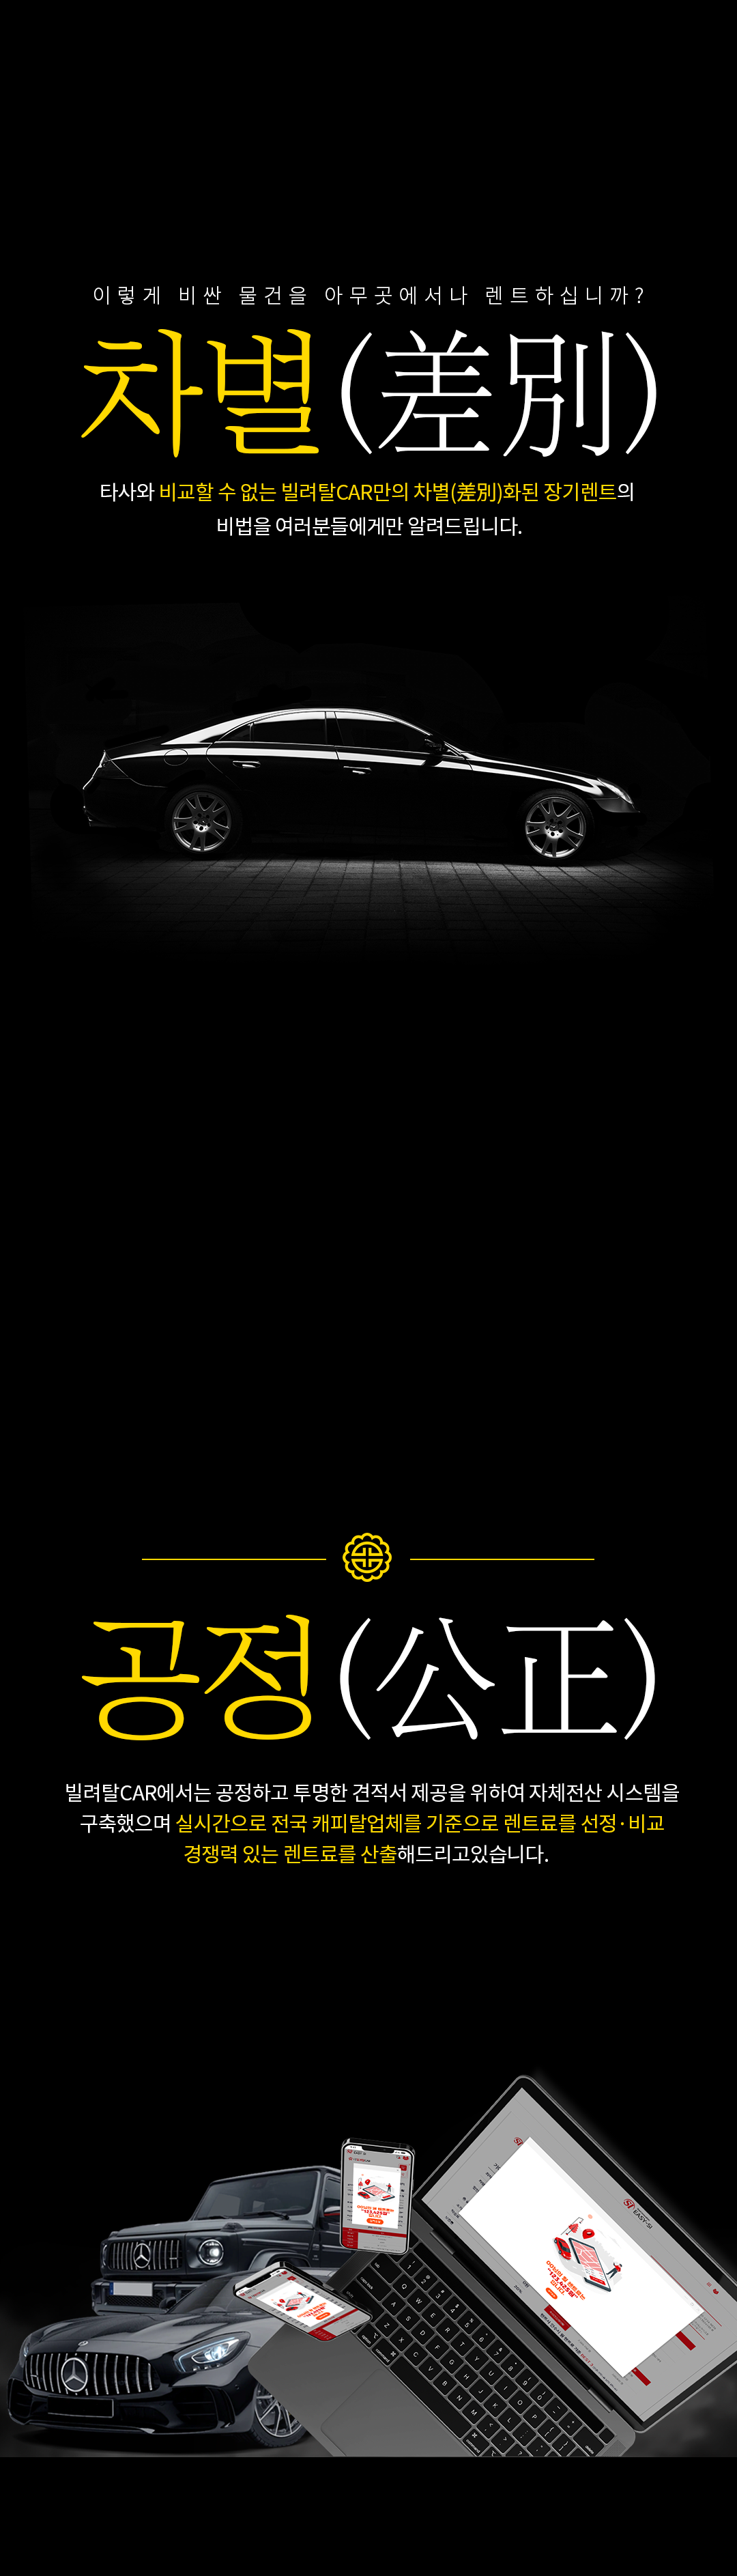 이렇게 비싼 물건을 아무곳에서나 렌트하십니까?
차별(差別)
타사와 비교할 수 없는 빌려탈CAR만의 차별(差別)화된 장기렌트의
비법을 여러분들에게만 알려드립니다.
공정(公正)
빌려탈CAR에서는 공정하고 투명한 견적서 제공을 위하여 자체전산 시스템을
구축했으며 실시간으로 전국 캐피탈업체를 기준으로 렌트료를 선정·비교
경쟁력 있는 렌트료를 산출해드리고있습니다.
EASY-SI